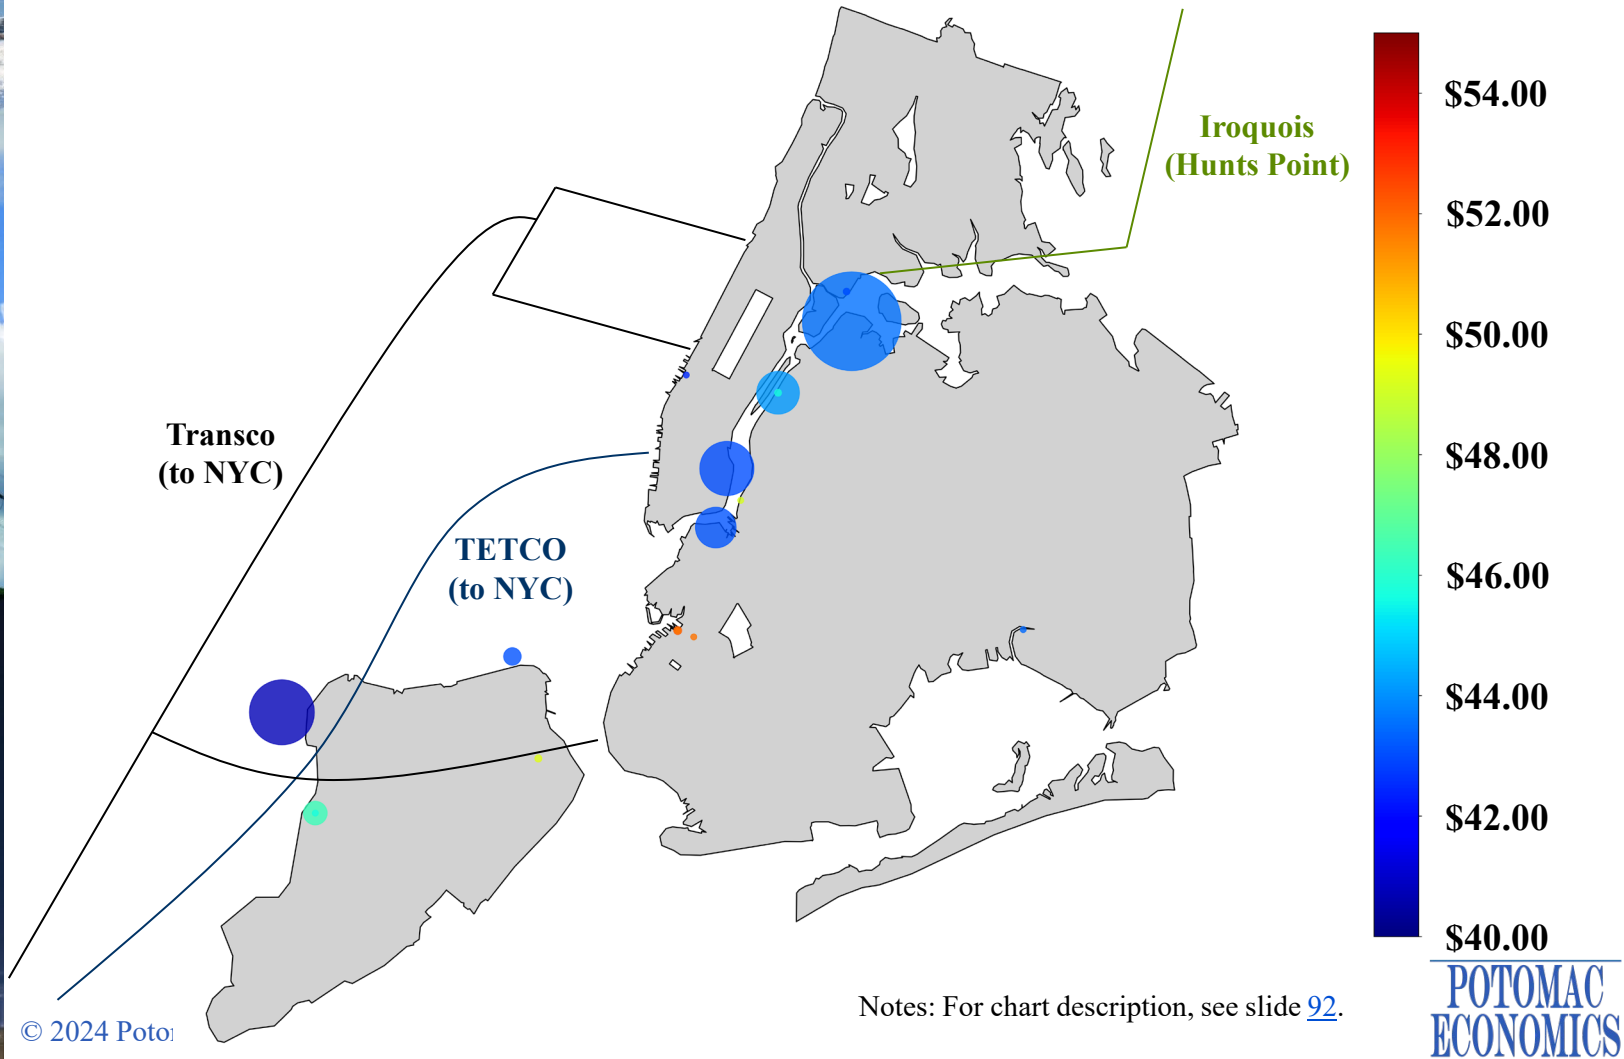 Iroquois
(Hunts Point)
Transco
(to NYC)
TETCO
(to NYC)
$54.00
$52.00
$50.00
$48.00
$46.00
$44.00
$42.00
$40.00
Notes: For chart description, see slide 92.
© 2024
POTOMAC
ECONOMICS